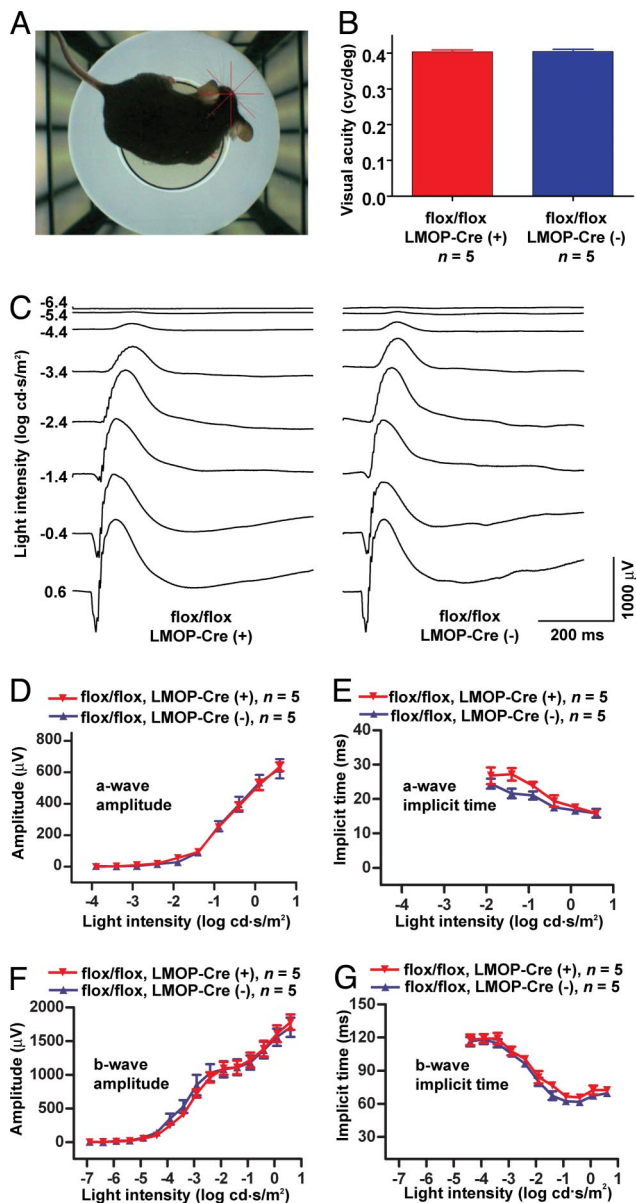 A
B
Visual acuity (cyc/deg)
0.4
0.4
0.1
0.0
flox/flox
LMOP-Cre (+)
n = 5
flox/flox
LMOP-Cre (-)
n = 5
C
Light intensity (log cd·s/m²)
-6.4
-5.4
-4.4
-3.4
-2.4
-1.4
-0.4
0.6
flox/flox
LMOP-Cre (+)
flox/flox
LMOP-Cre (-)
1000 μV
200 ms
D
flox/flox, LMOP-Cre (+), n = 5
flox/flox, LMOP-Cre (-), n = 5
Amplitude (μV)
800
600
400
200
0
a-wave
amplitude
-4 -3 -2 -1 0 1
Light intensity (log cd·s/m²)
E
flox/flox, LMOP-Cre (+), n = 5
flox/flox, LMOP-Cre (-), n = 5
Implicit time (ms)
40
30
20
10
0
a-wave
implicit time
-4 -3 -2 -1 0 1
Light intensity (log cd·s/m²)
F
flox/flox, LMOP-Cre (+), n = 5
flox/flox, LMOP-Cre (-), n = 5
Amplitude (μV)
2000
1500
1000
500
0
b-wave
amplitude
-7 -6 -5 -4 -3 -2 -1 0 1
Light intensity (log cd·s/m²)
G
flox/flox, LMOP-Cre (+), n = 5
flox/flox, LMOP-Cre (-), n = 5
Implicit time (ms)
150
120
90
60
30
b-wave
implicit time
-7 -6 -5 -4 -3 -2 -1 0 1